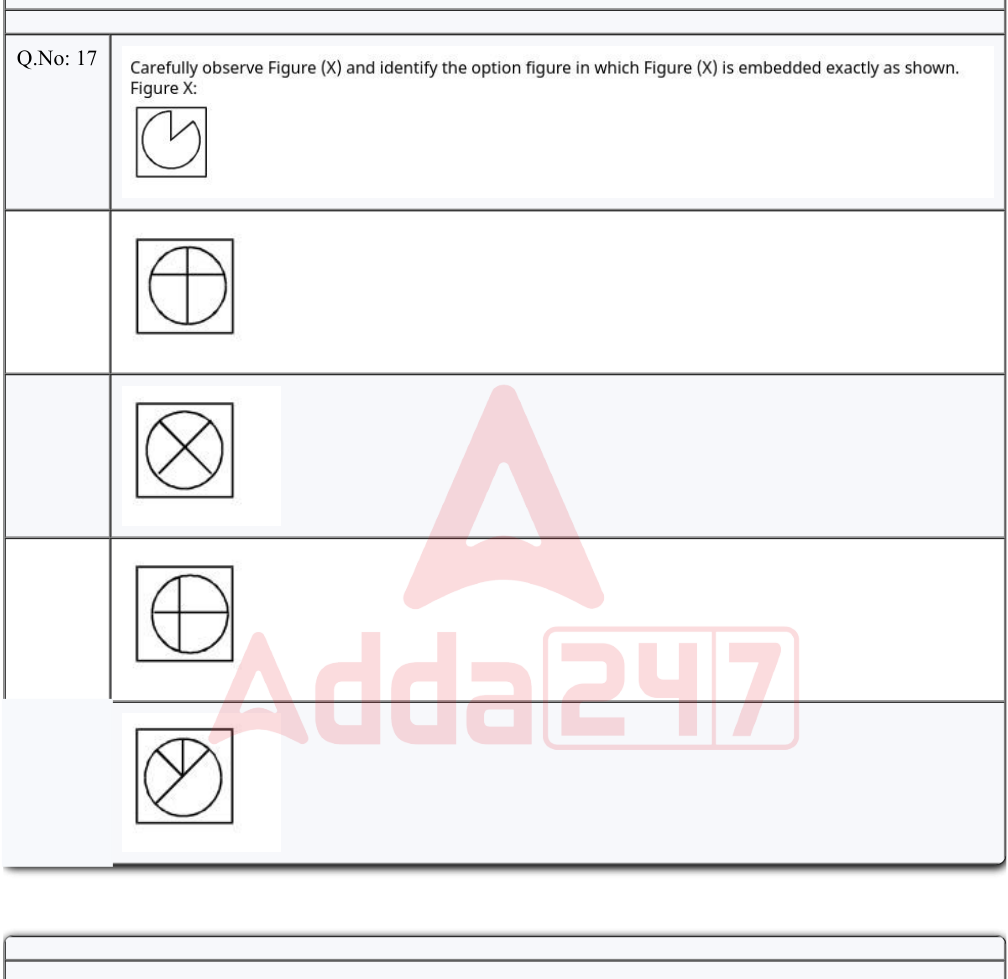 Q.No: 17
Carefully observe Figure (X) and identify the option figure in which Figure (X) is embedded exactly as shown.
Figure X:
Adda247